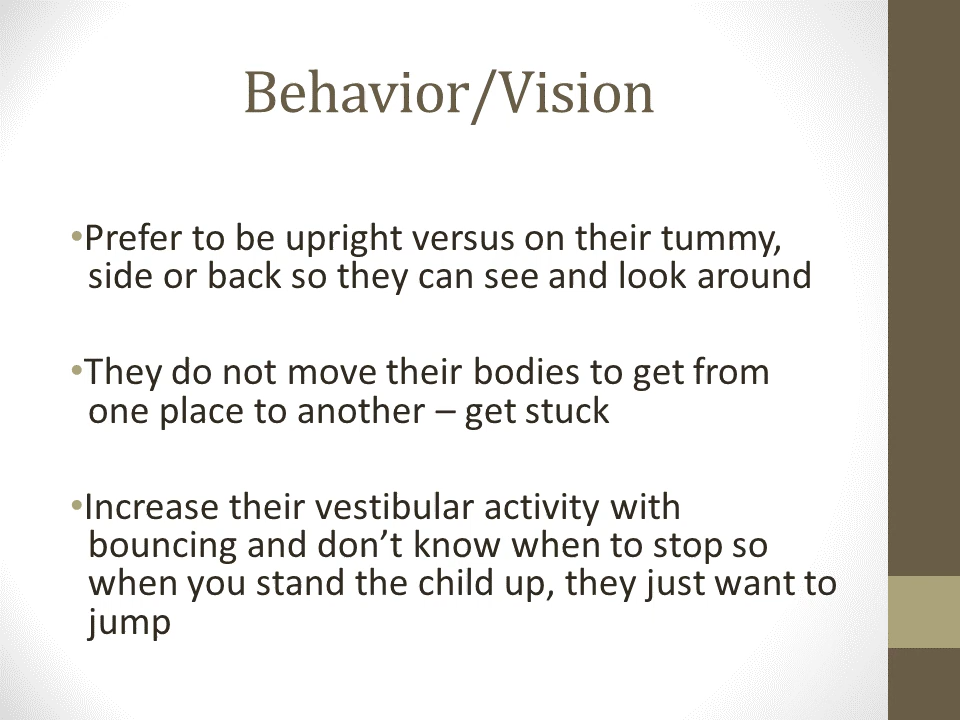 Behavior/Vision
•Prefer to be upright versus on their tummy,
side or back so they can see and look around
•They do not move their bodies to get from
one place to another – get stuck
•Increase their vestibular activity with
bouncing and don’t know when to stop so
when you stand the child up, they just want to
jump